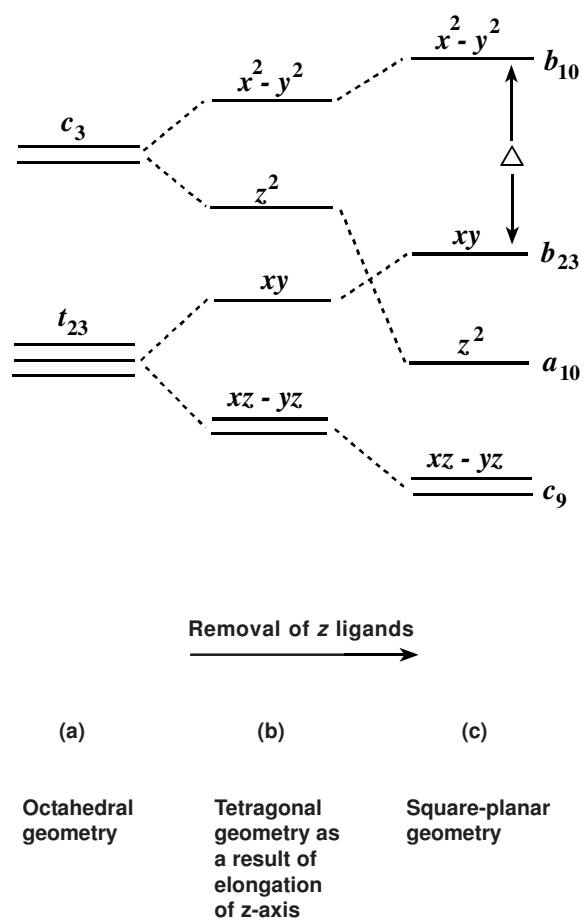 x² - y² b₁₀
x² - y²
c₃
△
z²
xy b₂₃
xy
t₂₃
z² a₁₀
xz - yz
xz - yz
c₉
Removal of z ligands
(a) (b) (c)
Octahedral
geometry
Tetragonal
geometry as
a result of
elongation
of z-axis
Square-planar
geometry